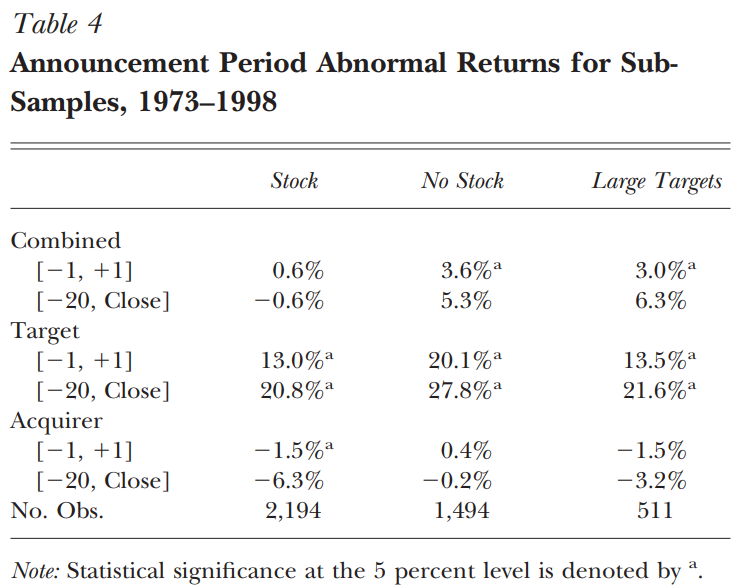 Table 4
Announcement Period Abnormal Returns for Sub-
Samples, 1973–1998
Stock No Stock Large Targets
Combined
[−1, +1] 0.6% 3.6%ᵃ 3.0%ᵃ
[−20, Close] −0.6% 5.3% 6.3%
Target
[−1, +1] 13.0%ᵃ 20.1%ᵃ 13.5%ᵃ
[−20, Close] 20.8%ᵃ 27.8%ᵃ 21.6%ᵃ
Acquirer
[−1, +1] −1.5%ᵃ 0.4% −1.5%
[−20, Close] −6.3% −0.2% −3.2%
No. Obs. 2,194 1,494 511
Note: Statistical significance at the 5 percent level is denoted by ᵃ.